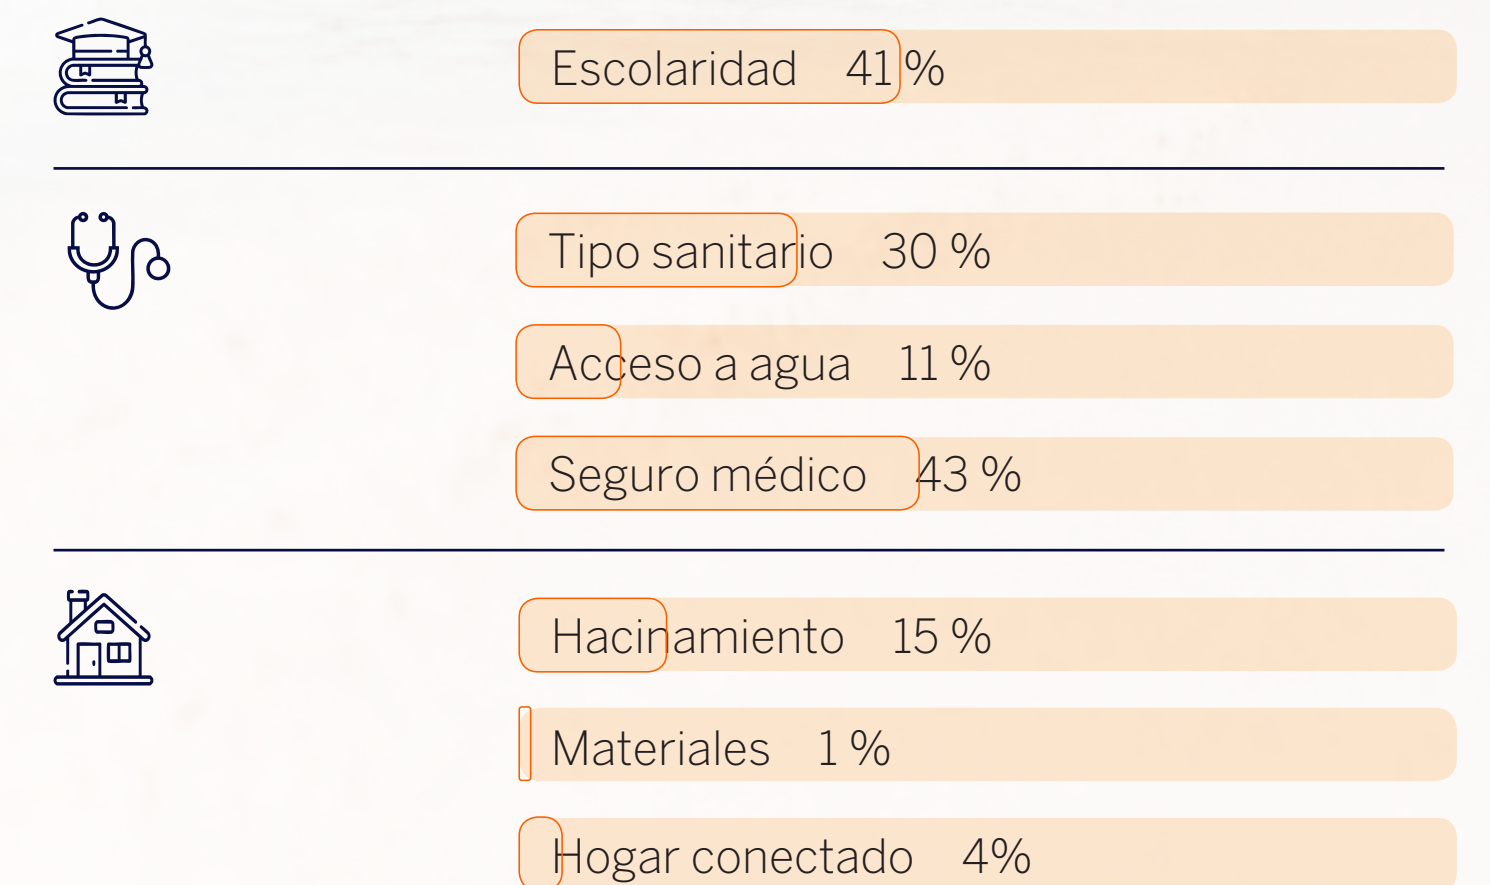 Escolaridad 41 %
Tipo sanitario 30 %
Acceso a agua 11 %
Seguro médico 43 %
Hacinamiento 15 %
Materiales 1 %
Hogar conectado 4%